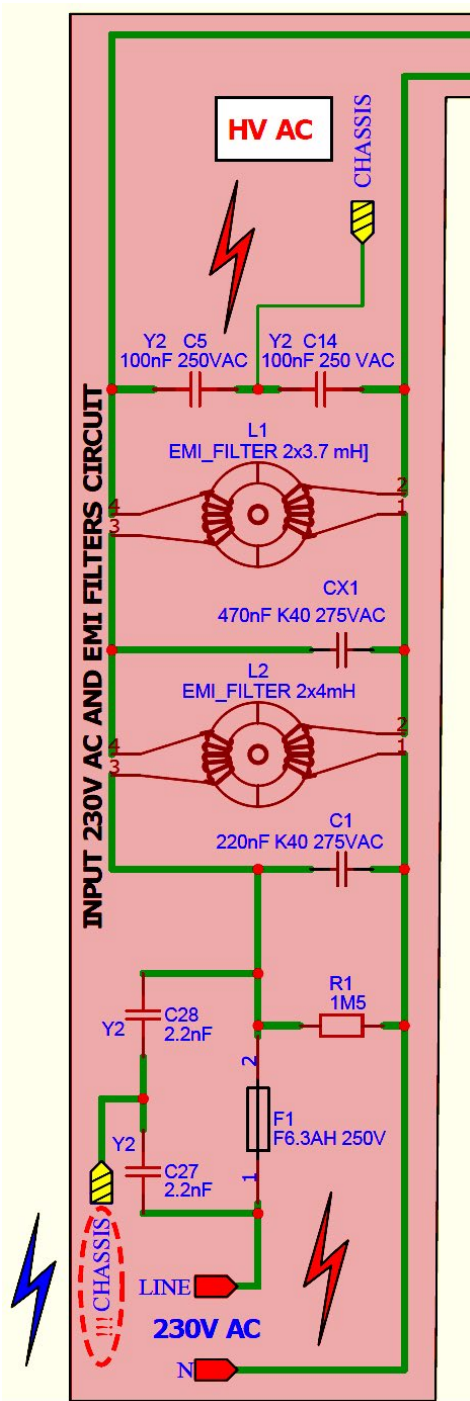 HV AC
CHASSIS
Y2 C5
100nF 250VAC
Y2 C14
100nF 250 VAC
L1
EMI_FILTER 2x3.7 mH]
4
3
2
1
CX1
470nF K40 275VAC
L2
EMI_FILTER 2x4mH
4
3
2
1
C1
220nF K40 275VAC
INPUT 230V AC AND EMI FILTERS CIRCUIT
R1
1M5
C28
Y2
2.2nF
2
F1
F6.3AH 250V
1
Y2
C27
2.2nF
!!! CHASSIS
LINE
230V AC
N